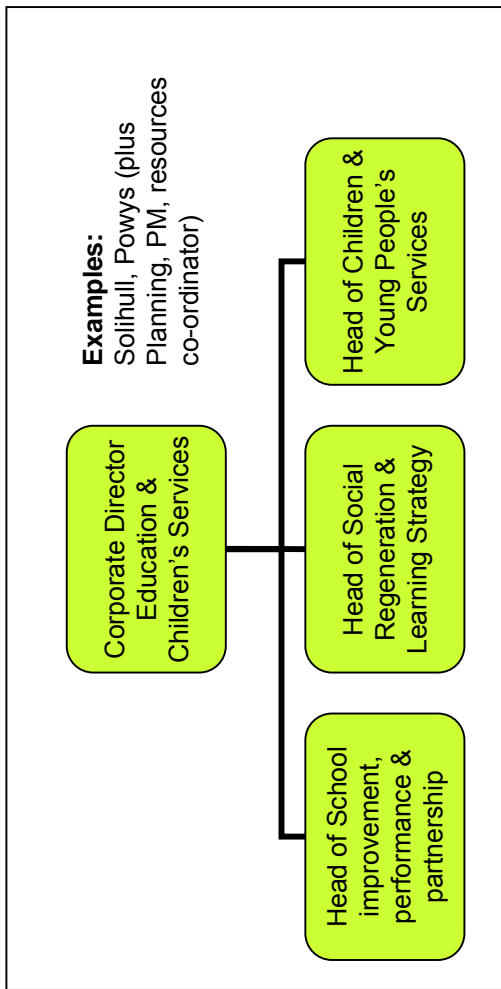 Examples:
Solihull, Powys (plus
Planning, PM, resources
co-ordinator)
Corporate Director
Education &
Children’s Services
Head of School
improvement,
performance &
partnership
Head of Social
Regeneration &
Learning Strategy
Head of Children &
Young People’s
Services